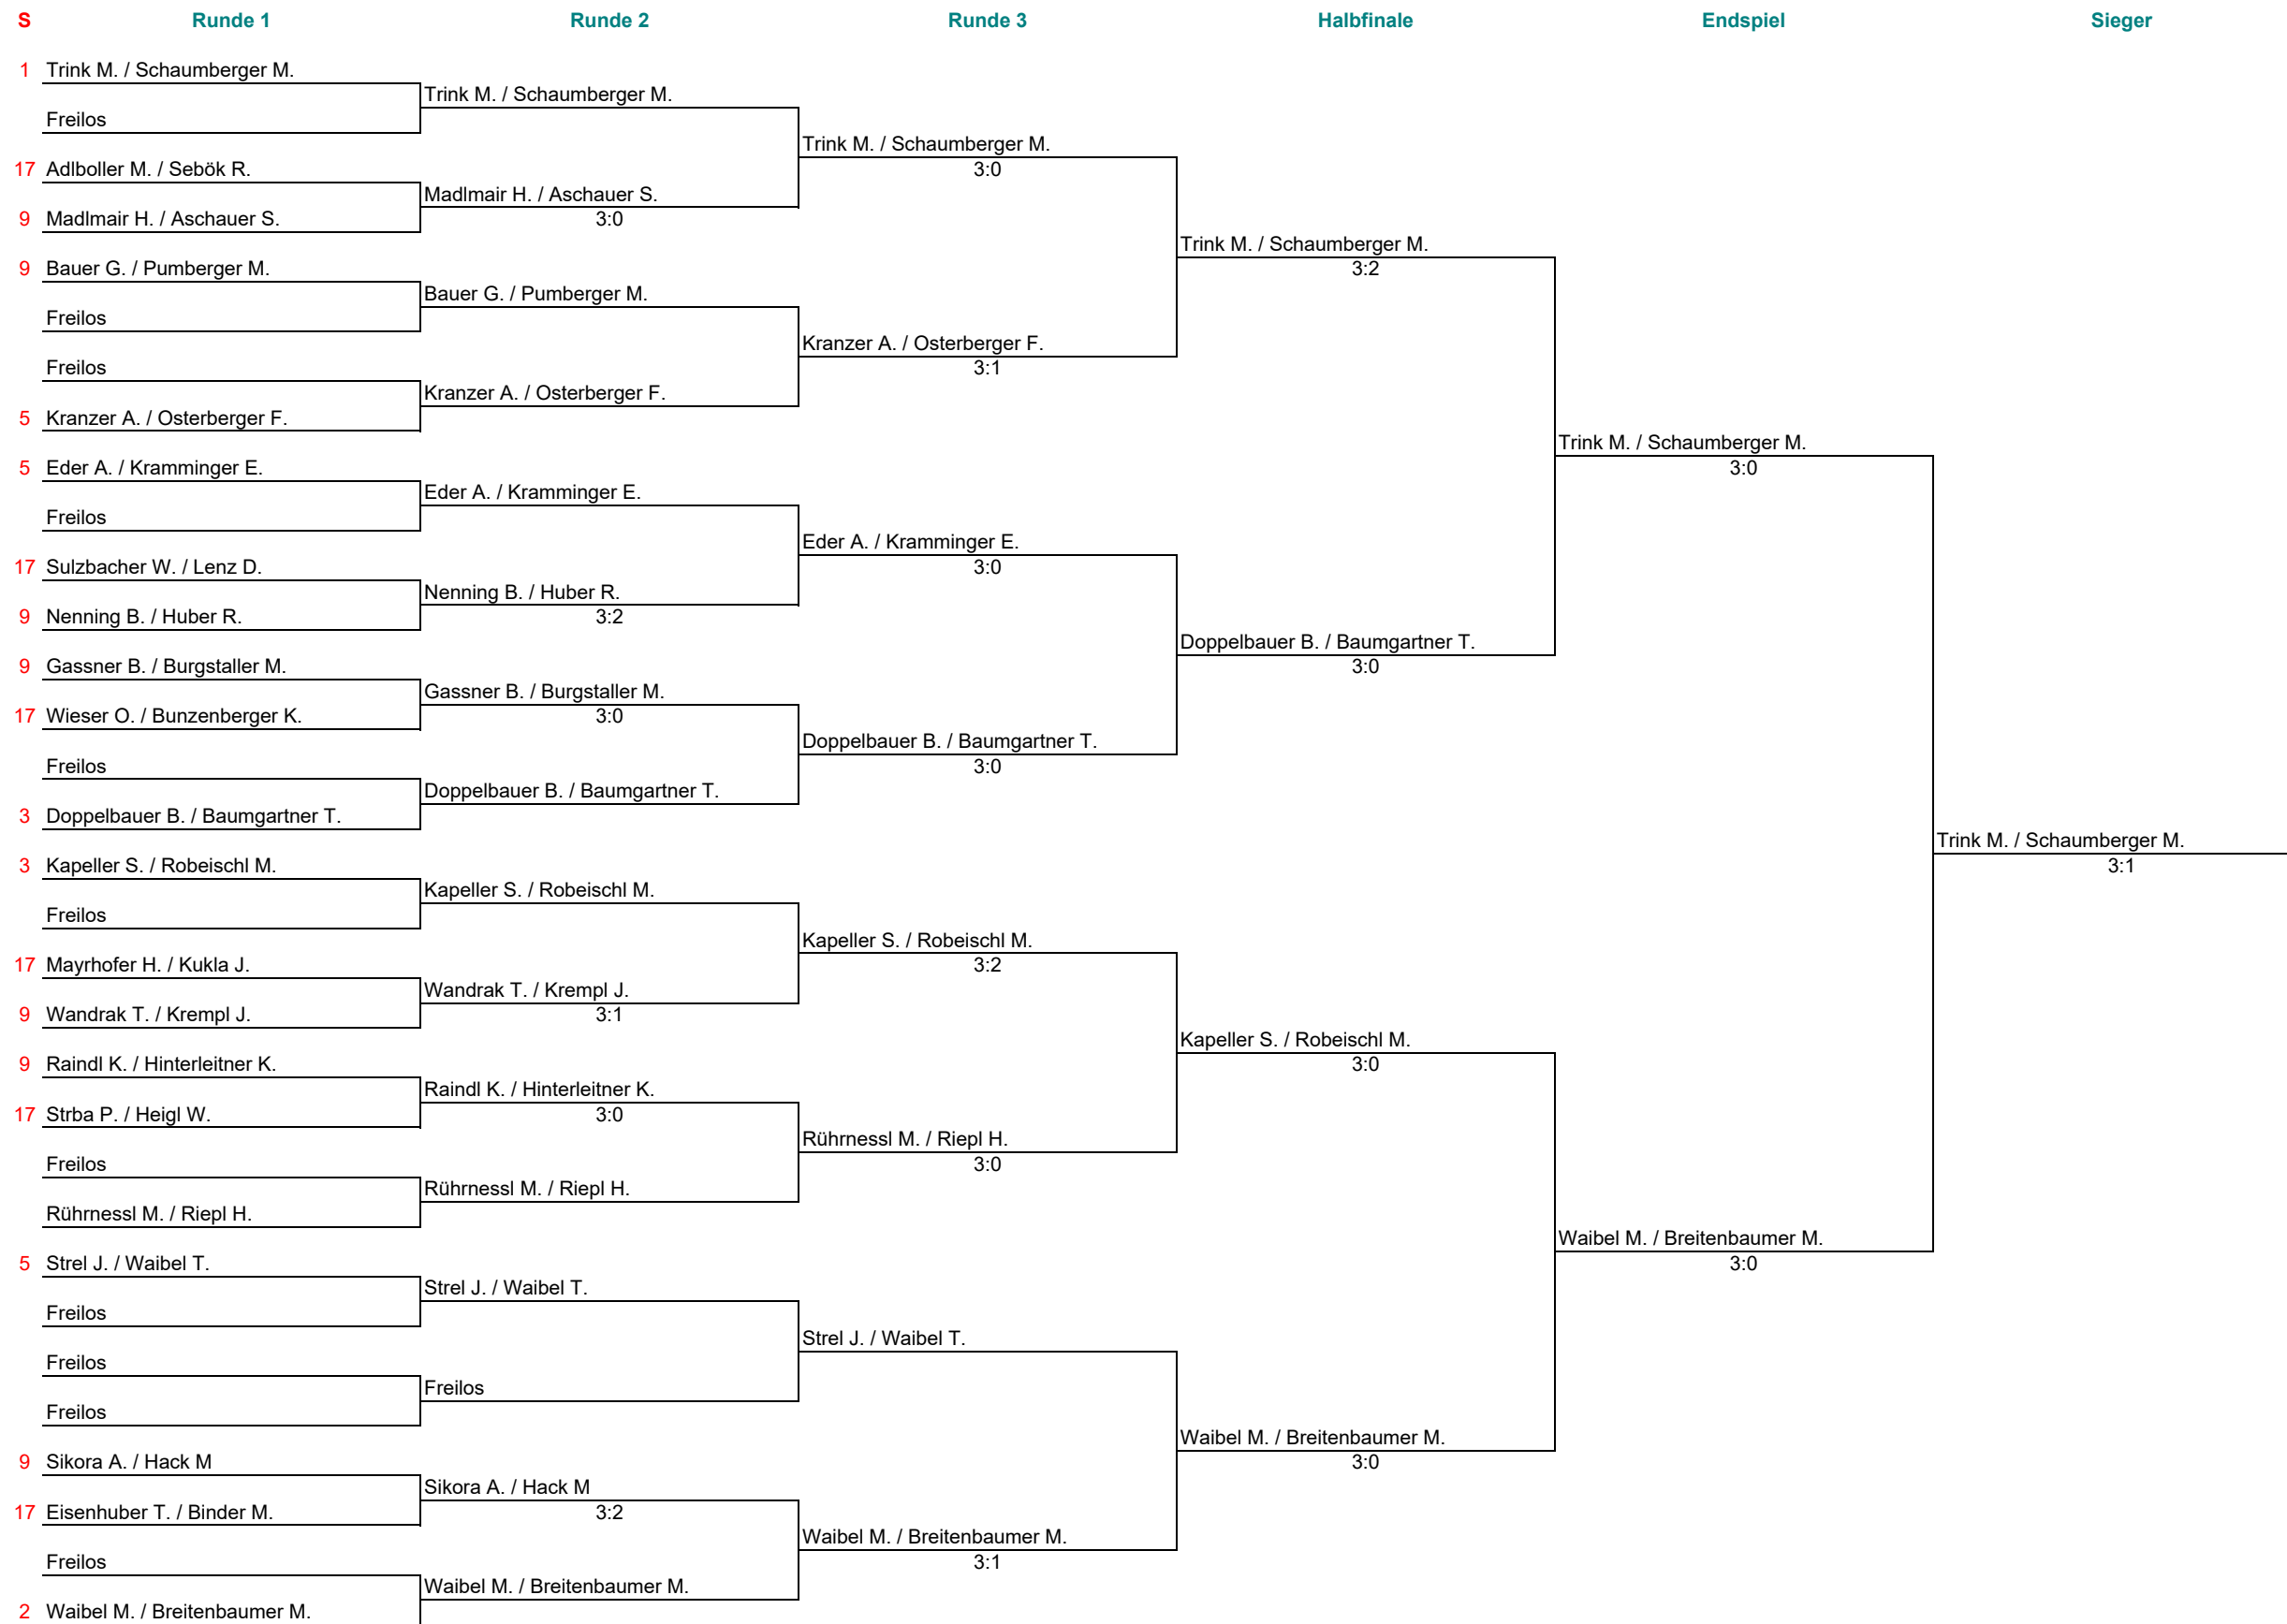 S Runde 1 Runde 2 Runde 3 Halbfinale Endspiel Sieger
1 Trink M. / Schaumberger M.
Trink M. / Schaumberger M.
Freilos
Trink M. / Schaumberger M.
17 Adlboller M. / Sebök R. 3:0
Madlmair H. / Aschauer S.
9 Madlmair H. / Aschauer S. 3:0
Trink M. / Schaumberger M.
9 Bauer G. / Pumberger M. 3:2
Bauer G. / Pumberger M.
Freilos
Kranzer A. / Osterberger F.
Freilos 3:1
Kranzer A. / Osterberger F.
5 Kranzer A. / Osterberger F.
Trink M. / Schaumberger M.
5 Eder A. / Kramminger E. 3:0
Eder A. / Kramminger E.
Freilos
Eder A. / Kramminger E.
17 Sulzbacher W. / Lenz D. 3:0
Nenning B. / Huber R.
9 Nenning B. / Huber R. 3:2
Doppelbauer B. / Baumgartner T.
9 Gassner B. / Burgstaller M. 3:0
Gassner B. / Burgstaller M.
17 Wieser O. / Bunzenberger K. 3:0
Doppelbauer B. / Baumgartner T.
Freilos 3:0
Doppelbauer B. / Baumgartner T.
3 Doppelbauer B. / Baumgartner T.
Trink M. / Schaumberger M.
3 Kapeller S. / Robeischl M. 3:1
Kapeller S. / Robeischl M.
Freilos
Kapeller S. / Robeischl M.
17 Mayrhofer H. / Kukla J. 3:2
Wandrak T. / Krempl J.
9 Wandrak T. / Krempl J. 3:1
Kapeller S. / Robeischl M.
9 Raindl K. / Hinterleitner K. 3:0
Raindl K. / Hinterleitner K.
17 Strba P. / Heigl W. 3:0
Rührnessl M. / Riepl H.
Freilos 3:0
Rührnessl M. / Riepl H.
Rührnessl M. / Riepl H.
Waibel M. / Breitenbaumer M.
5 Strel J. / Waibel T. 3:0
Strel J. / Waibel T.
Freilos
Strel J. / Waibel T.
Freilos
Freilos
Freilos
Waibel M. / Breitenbaumer M.
9 Sikora A. / Hack M 3:0
Sikora A. / Hack M
17 Eisenhuber T. / Binder M. 3:2
Waibel M. / Breitenbaumer M.
Freilos 3:1
Waibel M. / Breitenbaumer M.
2 Waibel M. / Breitenbaumer M.